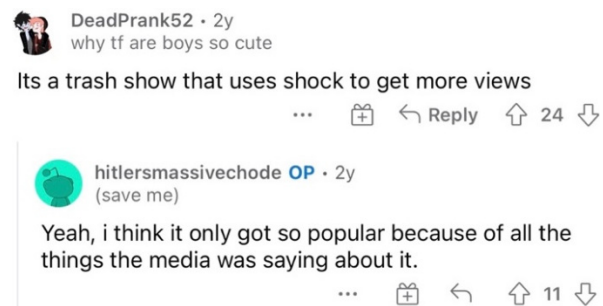 DeadPrank52 · 2y
why tf are boys so cute
Its a trash show that uses shock to get more views
... Reply 24
hitlersmassivechode OP · 2y
(save me)
Yeah, i think it only got so popular because of all the
things the media was saying about it.
... 11